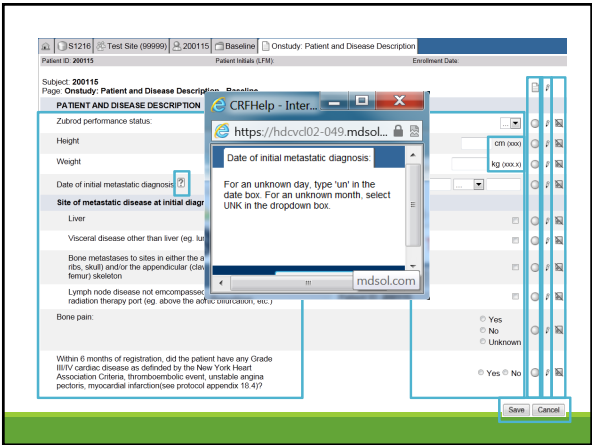 S1216 Test Site (99999) 200115 Baseline Onstudy: Patient and Disease Description
Patient ID: 200115 Patient Initials (LFM): Enrollment Date:
Subject: 200115
Page: Onstudy: Patient and Disease Description - Baseline
PATIENT AND DISEASE DESCRIPTION
Zubrod performance status: ...
Height cm (xxx)
Weight kg (xxx.x)
Date of initial metastatic diagnosis ? ...
Site of metastatic disease at initial diagr
Liver
Visceral disease other than liver (eg. lur
Bone metastases to sites in either the a
ribs, skull) and/or the appendicular (clav
femur) skeleton
Lymph node disease not emcompassed
radiation therapy port (eg. above the aortic bifurcation, etc.)
Bone pain:
Yes
No
Unknown
Within 6 months of registration, did the patient have any Grade
III/IV cardiac disease as definded by the New York Heart
Association Criteria, thromboembolic event, unstable angina
pectoris, myocardial infarction(see protocol
appendix 18.4)?
Yes No
Save Cancel
CRFHelp - Inter...
https://hdcvcl02-049.mdsol...
Date of initial metastatic diagnosis:
For an unknown day, type 'un' in the
date box. For an unknown month, select
UNK in the dropdown box.
mdsol.com